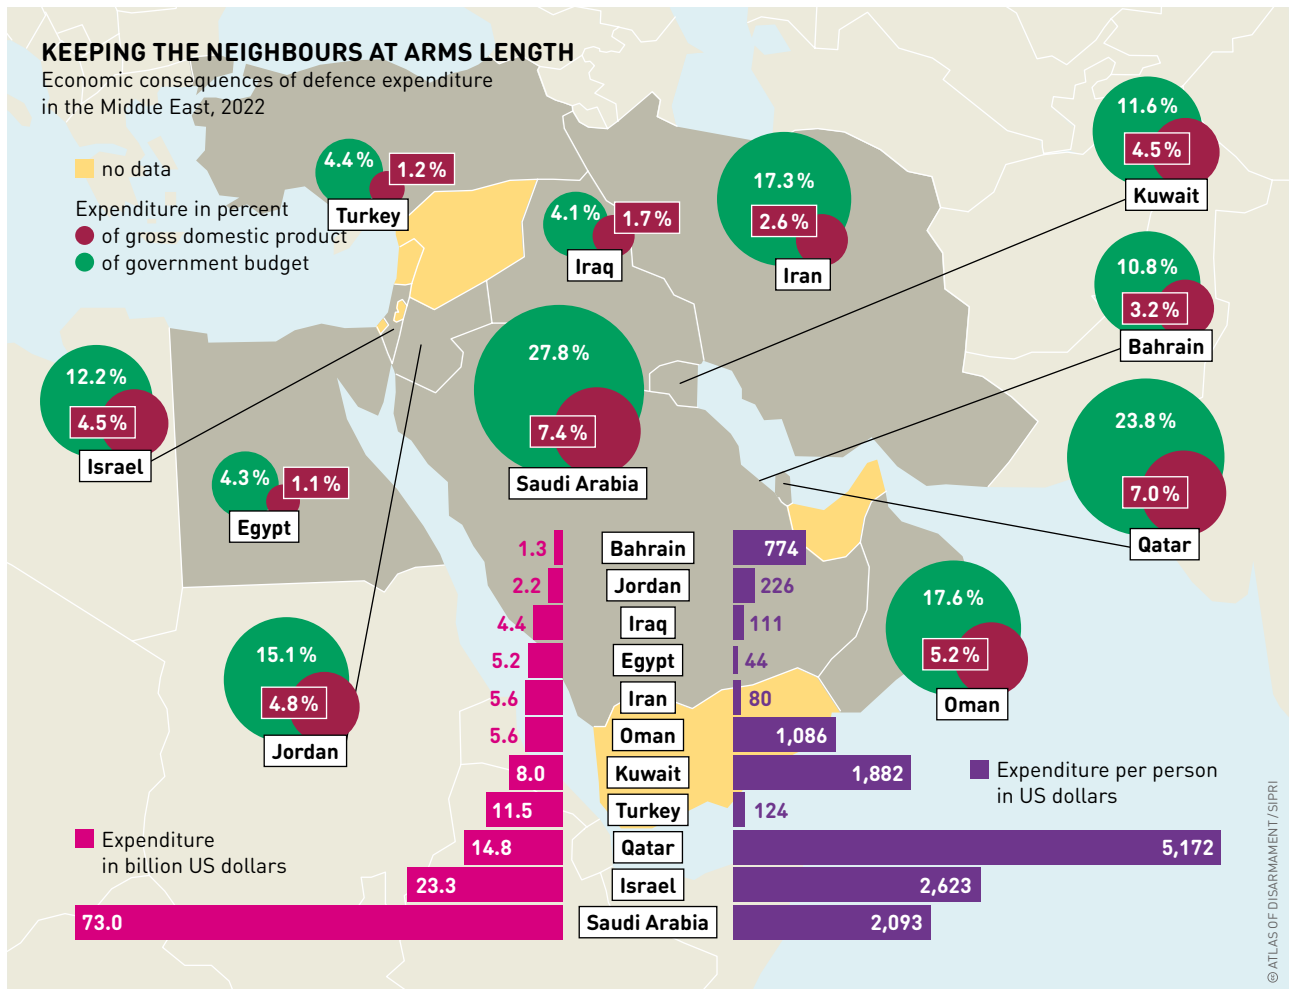 KEEPING THE NEIGHBOURS AT ARMS LENGTH
Economic consequences of defence expenditure
in the Middle East, 2022
no data
Expenditure in percent
of gross domestic product
of government budget
4.4 %
1.2 %
Turkey
4.1 %
1.7 %
Iraq
17.3 %
2.6 %
Iran
11.6 %
4.5 %
Kuwait
10.8 %
3.2 %
Bahrain
23.8 %
7.0 %
Qatar
12.2 %
4.5 %
Israel
27.8 %
7.4 %
Saudi Arabia
4.3 %
1.1 %
Egypt
15.1 %
4.8 %
Jordan
17.6 %
5.2 %
Oman
1.3 Bahrain 774
2.2 Jordan 226
4.4 Iraq 111
5.2 Egypt 44
5.6 Iran 80
5.6 Oman 1,086
8.0 Kuwait 1,882
11.5 Turkey 124
14.8 Qatar 5,172
23.3 Israel 2,623
73.0 Saudi Arabia 2,093
Expenditure
in billion US dollars
Expenditure per person
in US dollars
ATLAS OF DISARMAMENT / SIPRI